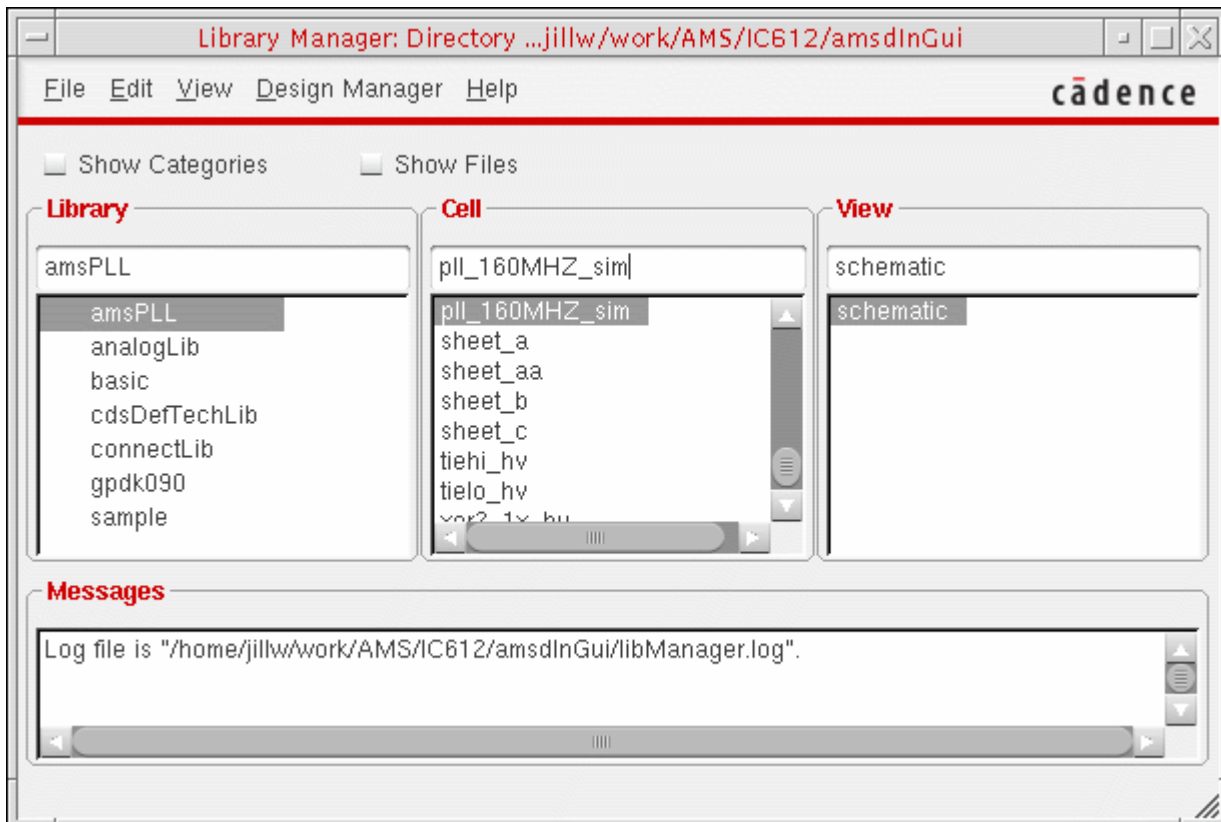 Library Manager: Directory ...jillw/work/AMS/IC612/amsdInGui
File Edit View Design Manager Help
cādence
Show Categories Show Files
Library Cell View
amsPLL pll_160MHZ_sim schematic
amsPLL
analogLib
basic
cdsDefTechLib
connectLib
gpdk090
sample
pll_160MHZ_sim
sheet_a
sheet_aa
sheet_b
sheet_c
tiehi_hv
tielo_hv
schematic
Messages
Log file is "/home/jillw/work/AMS/IC612/amsdInGui/libManager.log".